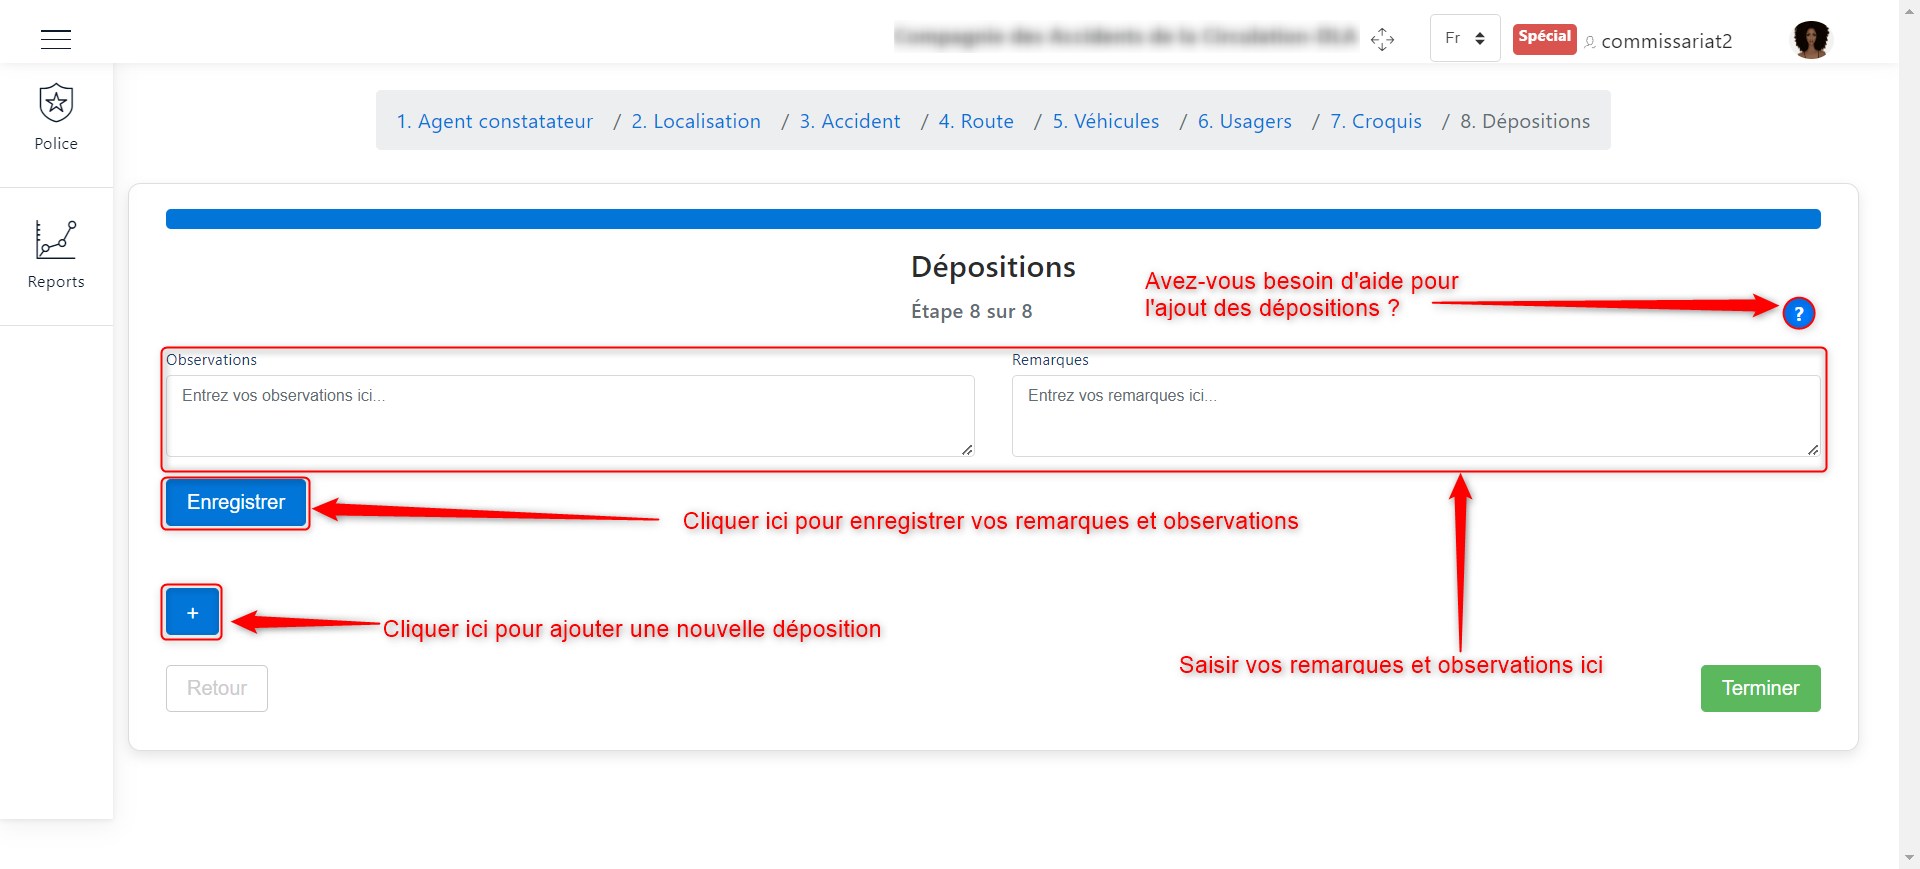 Fr
Spécial
commissariat2
Police
Reports
1. Agent constatateur / 2. Localisation / 3. Accident / 4. Route / 5. Véhicules / 6. Usagers / 7. Croquis / 8. Dépositions
Dépositions
Étape 8 sur 8
Avez-vous besoin d'aide pour
l'ajout des dépositions ?
?
Observations
Remarques
Entrez vos observations ici...
Entrez vos remarques ici...
Enregistrer
Cliquer ici pour enregistrer vos remarques et observations
+
Cliquer ici pour ajouter une nouvelle déposition
Saisir vos remarques et observations ici
Retour
Terminer